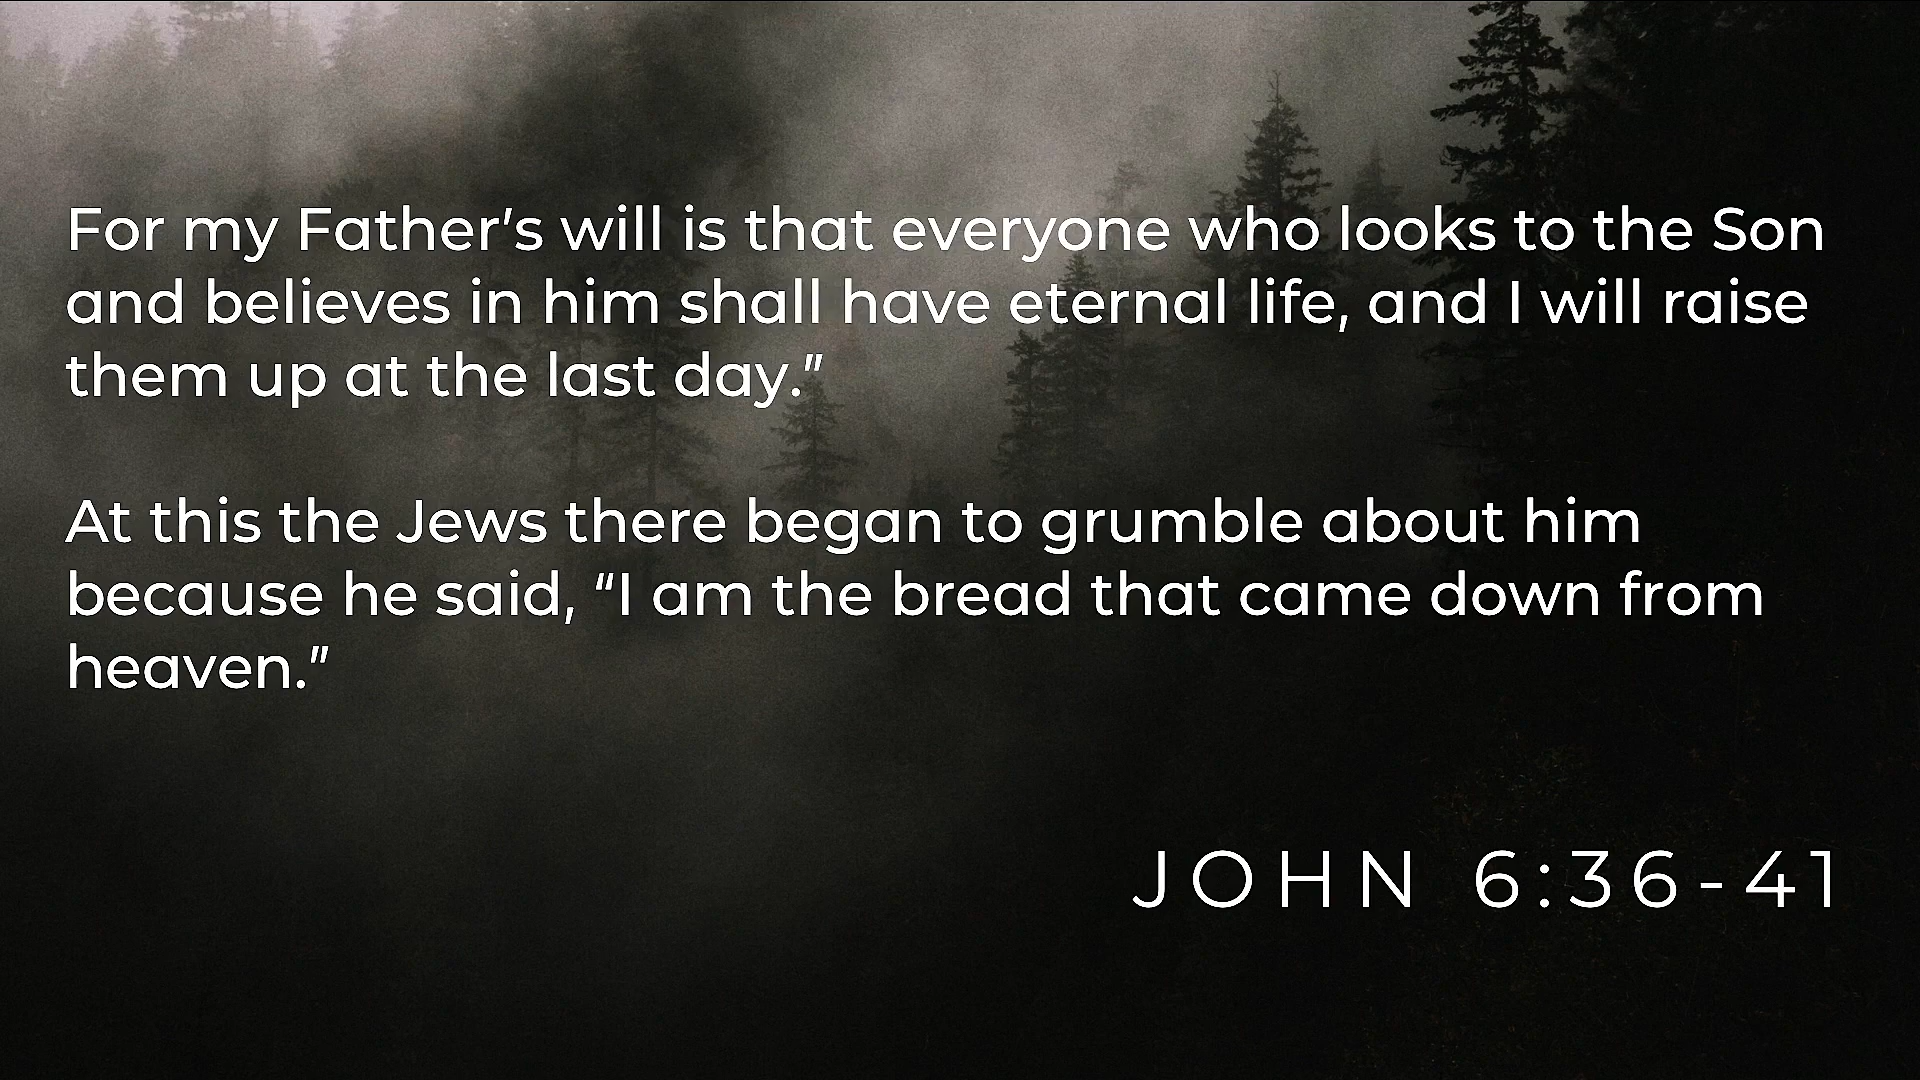 For my Father’s will is that everyone who looks to the Son
and believes in him shall have eternal life, and I will raise
them up at the last day.”
At this the Jews there began to grumble about him
because he said, “I am the bread that came down from
heaven.”
JOHN 6:36-41